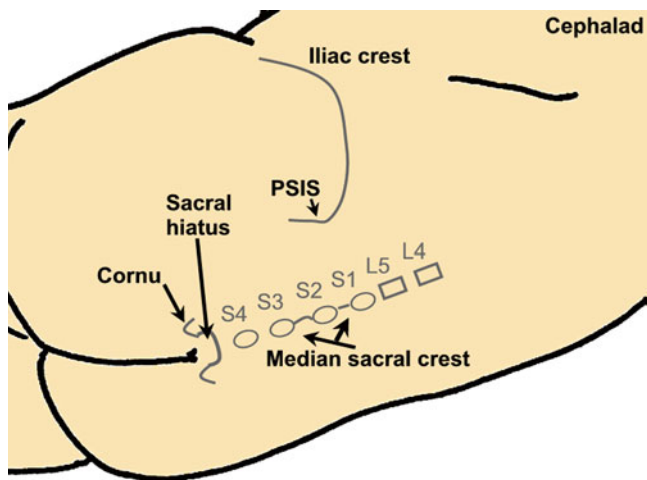 Cephalad
Iliac crest
PSIS
Sacral
hiatus
Cornu
S4 S3 S2 S1 L5 L4
Median sacral crest